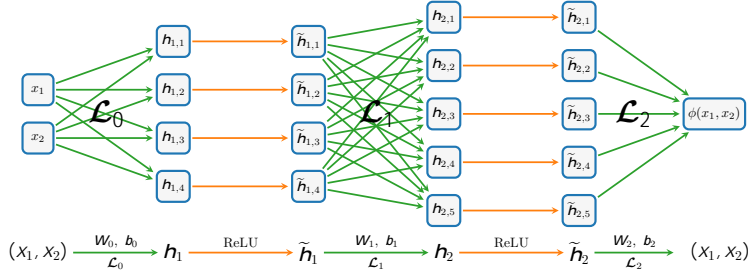 h₂,₁ h̃₂,₁
h₁,₁ h̃₁,₁
h₂,₂ h̃₂,₂
x₁ h₁,₂ h̃₁,₂
𝓛₀ 𝓛₁ h₂,₃ h̃₂,₃ 𝓛₂ ϕ(x₁, x₂)
x₂ h₁,₃ h̃₁,₃
h₂,₄ h̃₂,₄
h₁,₄ h̃₁,₄
h₂,₅ h̃₂,₅
W₀, b₀ ReLU W₁, b₁ ReLU W₂, b₂
(X₁, X₂) h₁ h̃₁ h₂ h̃₂ (X₁, X₂)
𝓛₀ 𝓛₁ 𝓛₂